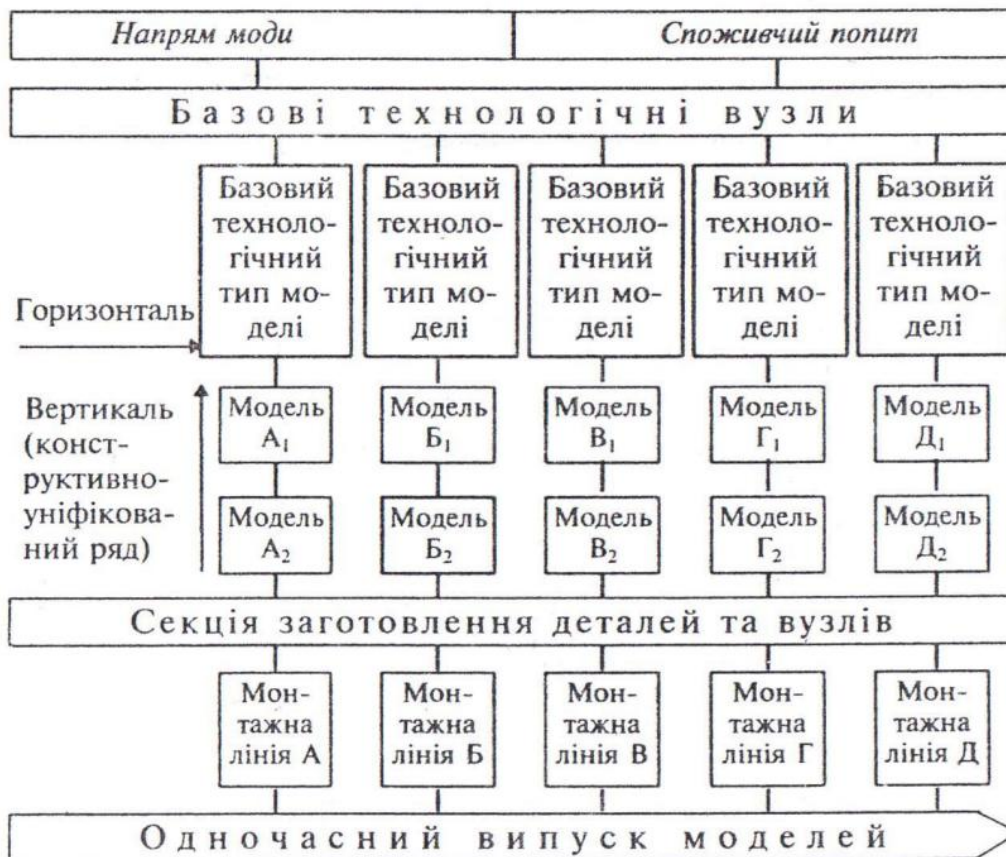 Напрям моди
Споживчий попит
Базові технологічні вузли
Базовий
техноло-
гічний
тип мо-
делі
Базовий
техноло-
гічний
тип мо-
делі
Базовий
техноло-
гічний
тип мо-
делі
Базовий
техноло-
гічний
тип мо-
делі
Базовий
техноло-
гічний
тип мо-
делі
Горизонталь
Вертикаль
(конст-
руктивно-
уніфікова-
ний ряд)
Модель
А₁
Модель
Б₁
Модель
В₁
Модель
Г₁
Модель
Д₁
Модель
А₂
Модель
Б₂
Модель
В₂
Модель
Г₂
Модель
Д₂
Секція заготовлення деталей та вузлів
Мон-
тажна
лінія А
Мон-
тажна
лінія Б
Мон-
тажна
лінія В
Мон-
тажна
лінія Г
Мон-
тажна
лінія Д
Одночасний випуск моделей